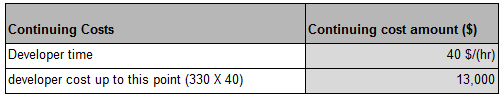 Continuing Costs Continuing cost amount ($)
Developer time 40 $/(hr)
developer cost up to this point (330 X 40) 13,000